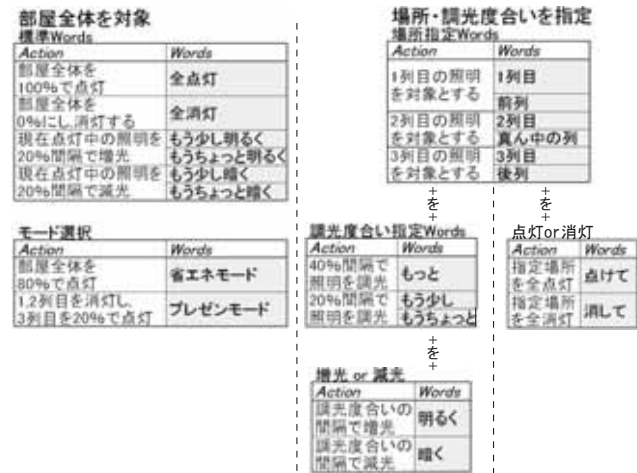 部屋全体を対象
標準Words
Action Words
部屋全体を
100%で点灯
全点灯
部屋全体を
0%にし,消灯する
全消灯
現在点灯中の照明を
20%間隔で増光
もう少し明るく
もうちょっと明るく
現在点灯中の照明を
20%間隔で減光
もう少し暗く
もうちょっと暗く
モード選択
Action Words
部屋全体を
80%で点灯
省エネモード
1,2列目を消灯し,
3列目を20%で点灯
プレゼンモード
場所・調光度合いを指定
場所指定Words
Action Words
1列目の照明
を対象とする
1列目
前列
2列目の照明
を対象とする
2列目
真ん中の列
3列目の照明
を対象とする
3列目
後列
+
を
+
+
を
+
調光度合い指定Words
Action Words
40%間隔で
照明を調光
もっと
20%間隔で
照明を調光
もう少し
もうちょっと
点灯or消灯
Action Words
指定場所
を全点灯
点けて
指定場所
を全消灯
消して
+
を
+
増光 or 減光
Action Words
調光度合いの
間隔で増光
明るく
調光度合いの
間隔で減光
暗く